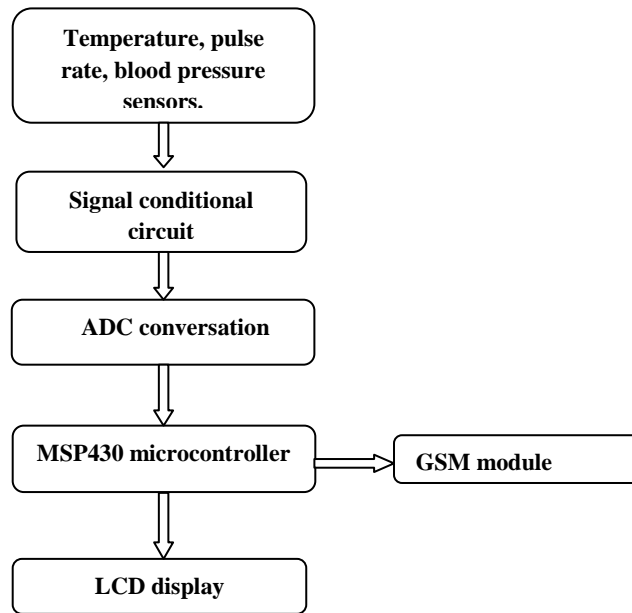 Temperature, pulse
rate, blood pressure
sensors.
Signal conditional
circuit
ADC conversation
MSP430 microcontroller
GSM module
LCD display